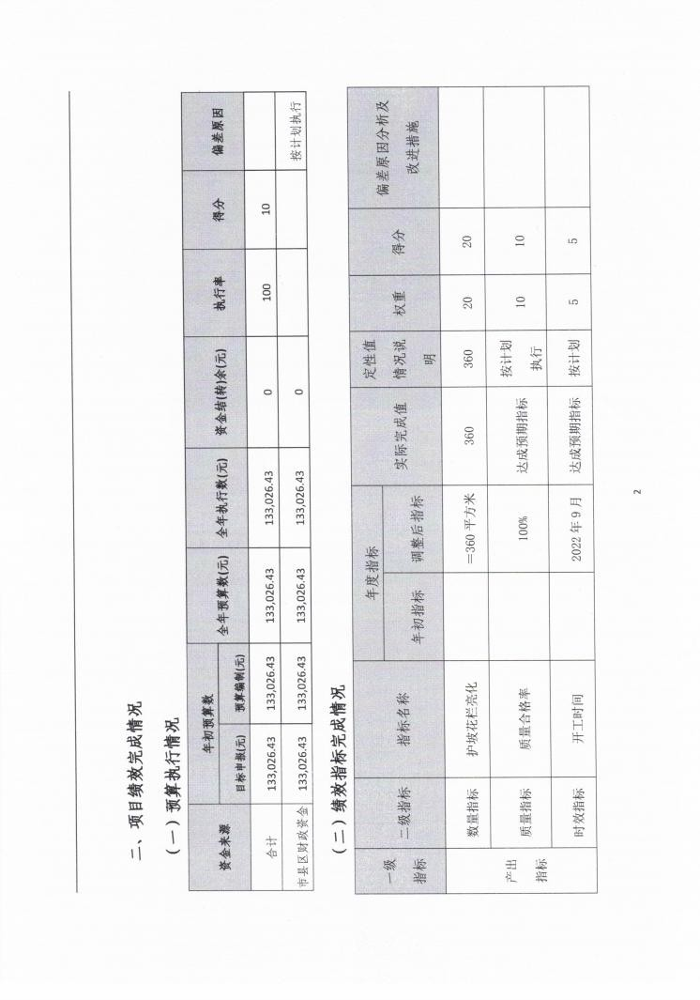 二、项目绩效完成情况
（一）预算执行情况
资金来源 年初预算数 全年预算数(元) 全年执行数(元) 资金结(转)余(元) 执行率 得分 偏差原因
目标申报(元) 预算编制(元)
合计 133,026.43 133,026.43 133,026.43 133,026.43 0 100 10
市县区财政资金 133,026.43 133,026.43 133,026.43 133,026.43 0 按计划执行
（二）绩效指标完成情况
一级指标 二级指标 指标名称 年度指标 实际完成值 定性值情况说明 权重 得分 偏差原因分析及改进措施
年初指标 调整后指标
产出指标 数量指标 护坡花栏亮化 =360 平方米 360 360 20 20
质量指标 质量合格率 100% 达成预期指标 按计划执行 10 10
时效指标 开工时间 2022 年 9 月 达成预期指标 按计划 5 5
2